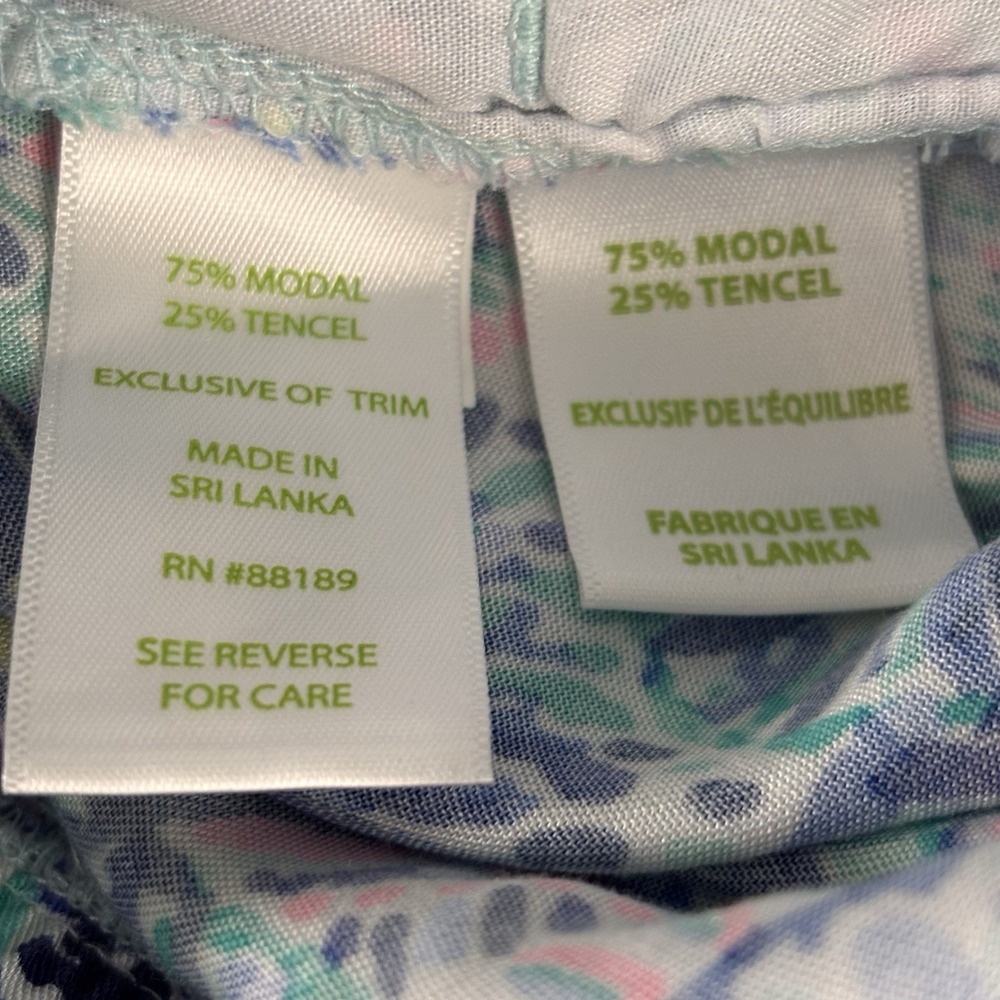 75% MODAL
25% TENCEL
EXCLUSIVE OF TRIM
MADE IN
SRI LANKA
RN #88189
SEE REVERSE
FOR CARE
75% MODAL
25% TENCEL
EXCLUSIF DE L'ÉQUILIBRE
FABRIQUE EN
SRI LANKA